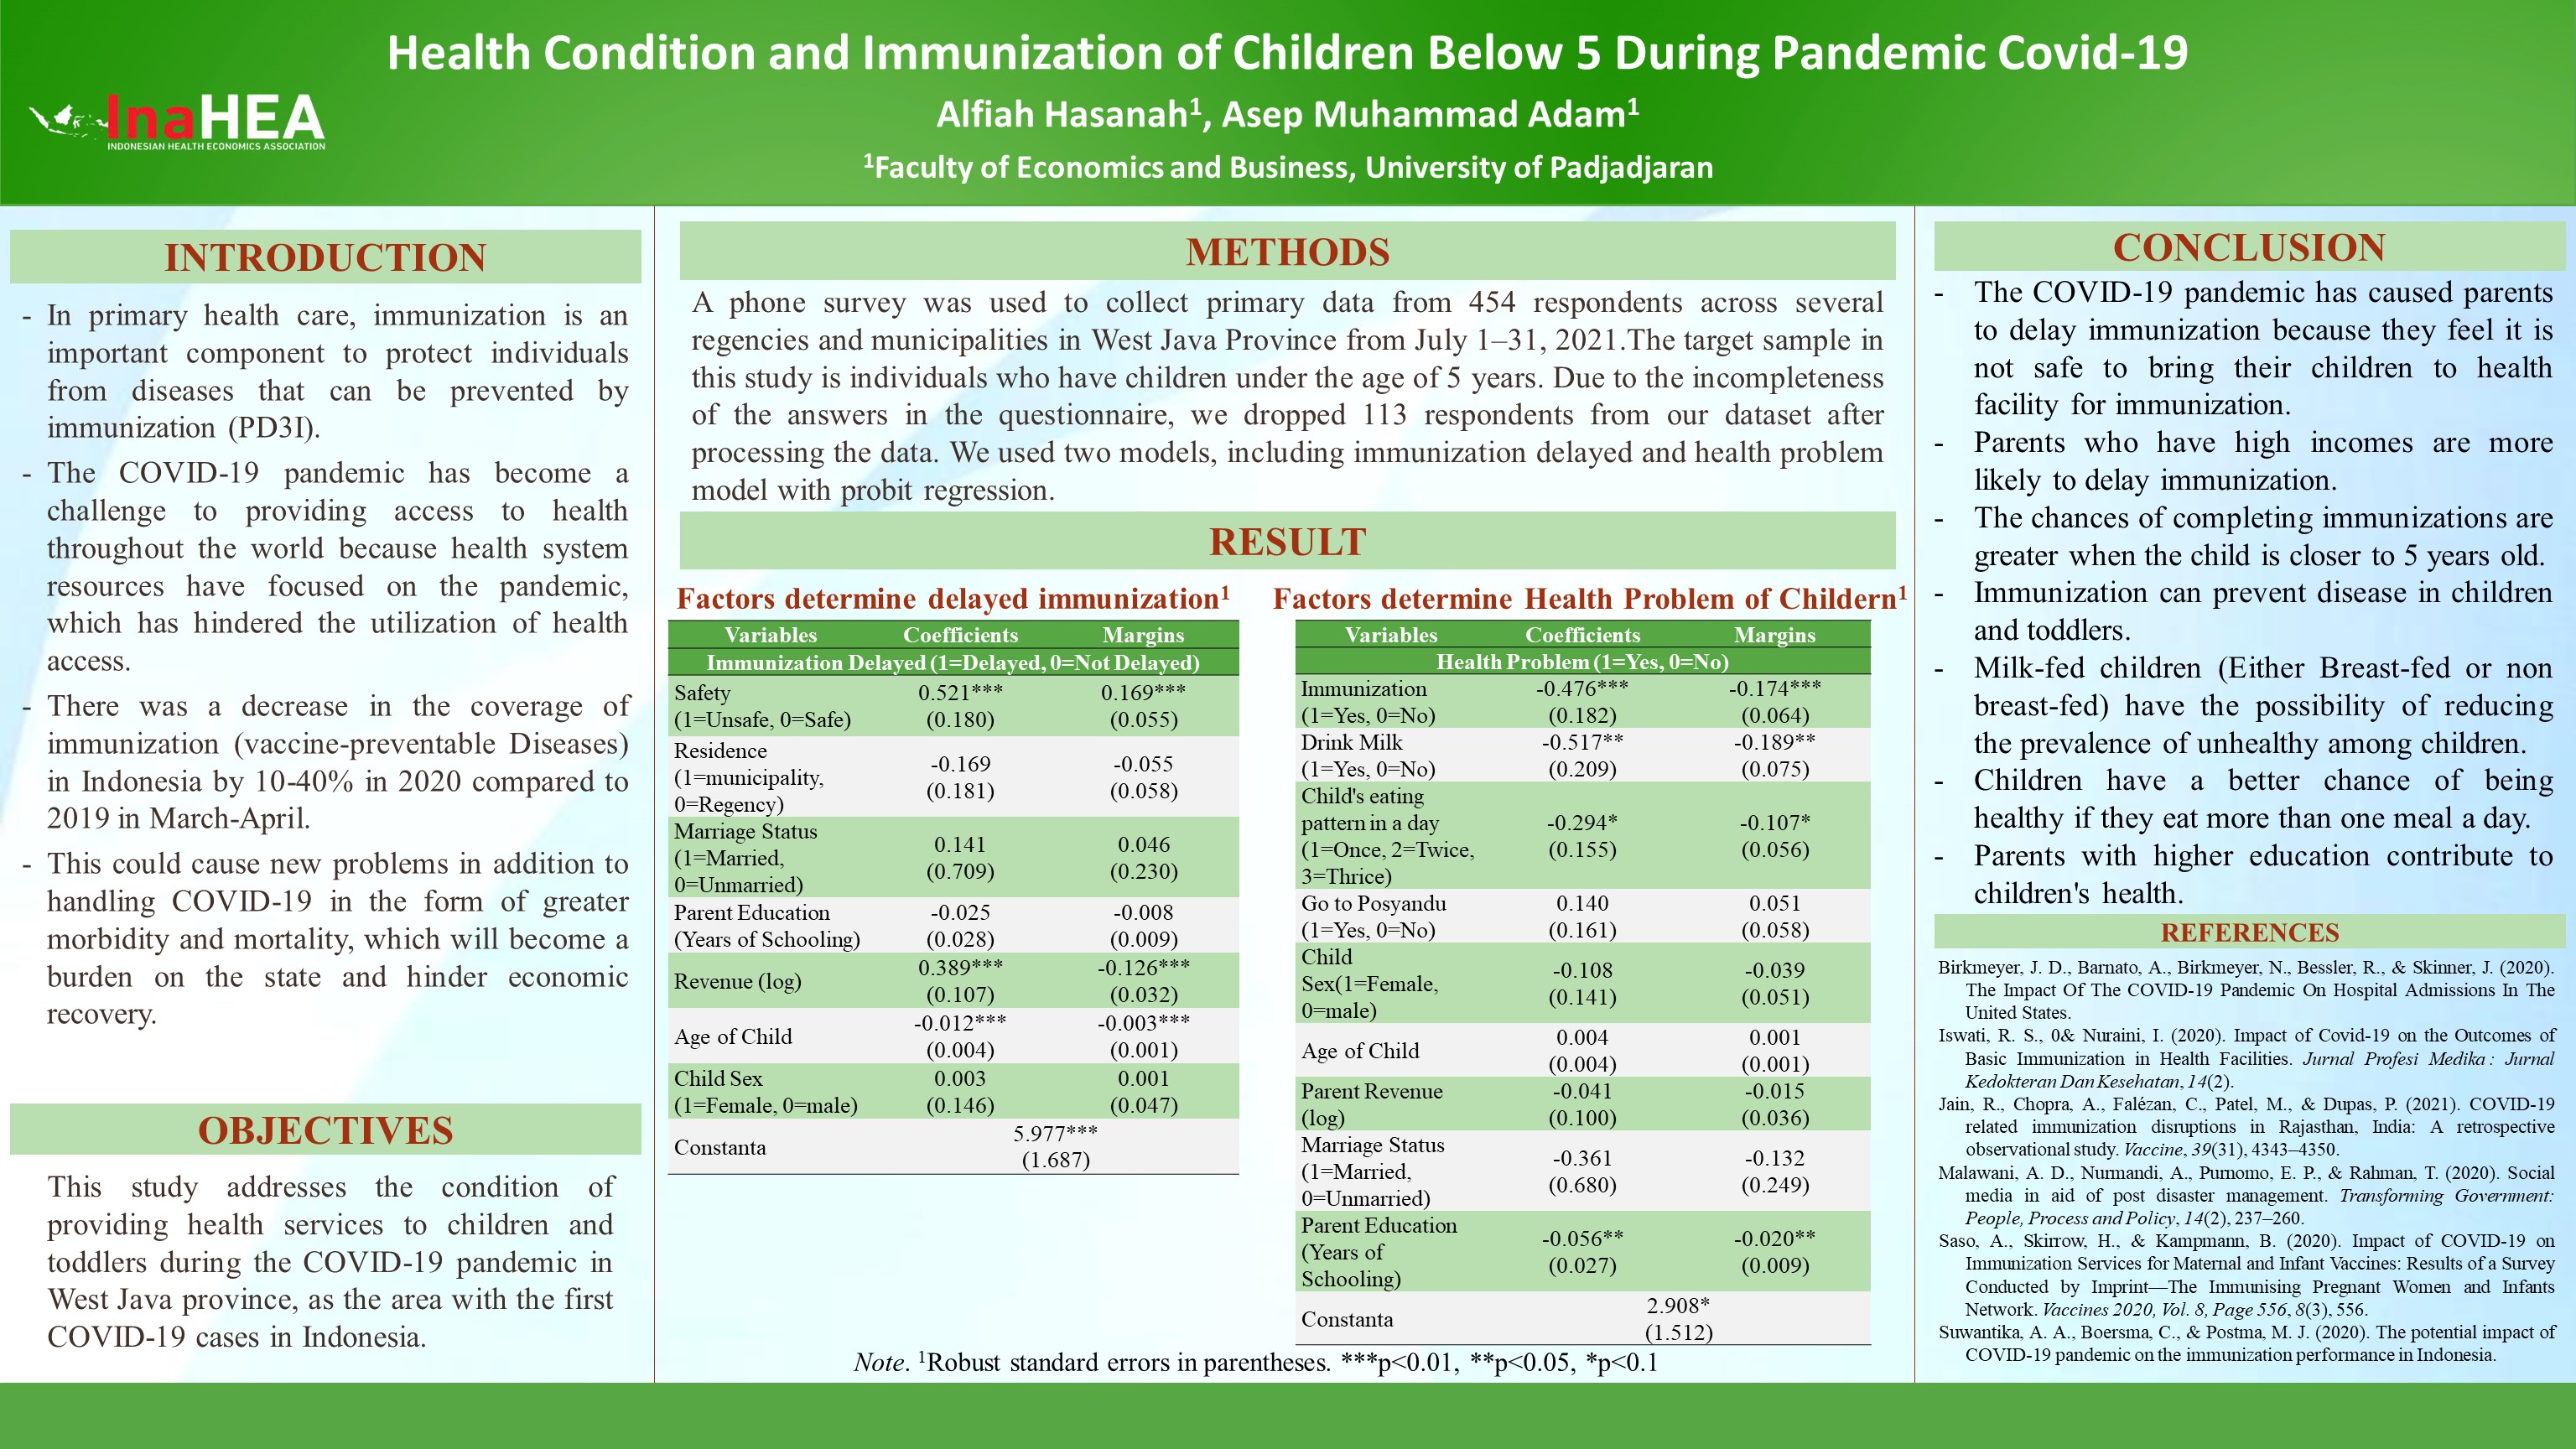 Health Condition and Immunization of Children Below 5 During Pandemic Covid-19
Alfiah Hasanah1, Asep Muhammad Adam1
1Faculty of Economics and Business, University of Padjadjaran
InaHEA
INDONESIAN HEALTH ECONOMICS ASSOCIATION
INTRODUCTION
- In primary health care, immunization is an
important component to protect individuals
from diseases that can be prevented by
immunization (PD3I).
- The COVID-19 pandemic has become a
challenge to providing access to health
throughout the world because health system
resources have focused on the pandemic,
which has hindered the utilization of health
access.
- There was a decrease in the coverage of
immunization (vaccine-preventable Diseases)
in Indonesia by 10-40% in 2020 compared to
2019 in March-April.
- This could cause new problems in addition to
handling COVID-19 in the form of greater
morbidity and mortality, which will become a
burden on the state and hinder economic
recovery.
OBJECTIVES
This study addresses the condition of
providing health services to children and
toddlers during the COVID-19 pandemic in
West Java province, as the area with the first
COVID-19 cases in Indonesia.
METHODS
A phone survey was used to collect primary data from 454 respondents across several
regencies and municipalities in West Java Province from July 1–31, 2021.The target sample in
this study is individuals who have children under the age of 5 years. Due to the incompleteness
of the answers in the questionnaire, we dropped 113 respondents from our dataset after
processing the data. We used two models, including immunization delayed and health problem
model with probit regression.
RESULT
Factors determine delayed immunization1
Variables Coefficients Margins
Immunization Delayed (1=Delayed, 0=Not Delayed)
Safety 0.521*** 0.169***
(1=Unsafe, 0=Safe) (0.180) (0.055)
Residence
(1=municipality, -0.169 -0.055
0=Regency) (0.181) (0.058)
Marriage Status
(1=Married, 0.141 0.046
0=Unmarried) (0.709) (0.230)
Parent Education -0.025 -0.008
(Years of Schooling) (0.028) (0.009)
Revenue (log) 0.389*** -0.126***
(0.107) (0.032)
Age of Child -0.012*** -0.003***
(0.004) (0.001)
Child Sex 0.003 0.001
(1=Female, 0=male) (0.146) (0.047)
Constanta 5.977***
(1.687)
Factors determine Health Problem of Childern1
Variables Coefficients Margins
Health Problem (1=Yes, 0=No)
Immunization -0.476*** -0.174***
(1=Yes, 0=No) (0.182) (0.064)
Drink Milk -0.517** -0.189**
(1=Yes, 0=No) (0.209) (0.075)
Child's eating
pattern in a day -0.294* -0.107*
(1=Once, 2=Twice, (0.155) (0.056)
3=Thrice)
Go to Posyandu 0.140 0.051
(1=Yes, 0=No) (0.161) (0.058)
Child
Sex(1=Female, -0.108 -0.039
0=male) (0.141) (0.051)
Age of Child 0.004 0.001
(0.004) (0.001)
Parent Revenue -0.041 -0.015
(log) (0.100) (0.036)
Marriage Status
(1=Married, -0.361 -0.132
0=Unmarried) (0.680) (0.249)
Parent Education
(Years of -0.056** -0.020**
Schooling) (0.027) (0.009)
Constanta 2.908*
(1.512)
Note. 1Robust standard errors in parentheses. ***p<0.01, **p<0.05, *p<0.1
CONCLUSION
- The COVID-19 pandemic has caused parents
to delay immunization because they feel it is
not safe to bring their children to health
facility for immunization.
- Parents who have high incomes are more
likely to delay immunization.
- The chances of completing immunizations are
greater when the child is closer to 5 years old.
- Immunization can prevent disease in children
and toddlers.
- Milk-fed children (Either Breast-fed or non
breast-fed) have the possibility of reducing
the prevalence of unhealthy among children.
- Children have a better chance of being
healthy if they eat more than one meal a day.
- Parents with higher education contribute to
children's health.
REFERENCES
Birkmeyer, J. D., Barnato, A., Birkmeyer, N., Bessler, R., & Skinner, J. (2020).
The Impact Of The COVID-19 Pandemic On Hospital Admissions In The
United States.
Iswati, R. S., 0& Nuraini, I. (2020). Impact of Covid-19 on the Outcomes of
Basic Immunization in Health Facilities. Jurnal Profesi Medika : Jurnal
Kedokteran Dan Kesehatan, 14(2).
Jain, R., Chopra, A., Falézan, C., Patel, M., & Dupas, P. (2021). COVID-19
related immunization disruptions in Rajasthan, India: A retrospective
observational study. Vaccine, 39(31), 4343–4350.
Malawani, A. D., Nurmandi, A., Purnomo, E. P., & Rahman, T. (2020). Social
media in aid of post disaster management. Transforming Government:
People, Process and Policy, 14(2), 237–260.
Saso, A., Skirrow, H., & Kampmann, B. (2020). Impact of COVID-19 on
Immunization Services for Maternal and Infant Vaccines: Results of a Survey
Conducted by Imprint—The Immunising Pregnant Women and Infants
Network. Vaccines 2020, Vol. 8, Page 556, 8(3), 556.
Suwantika, A. A., Boersma, C., & Postma, M. J. (2020). The potential impact of
COVID-19 pandemic on the immunization performance in Indonesia.